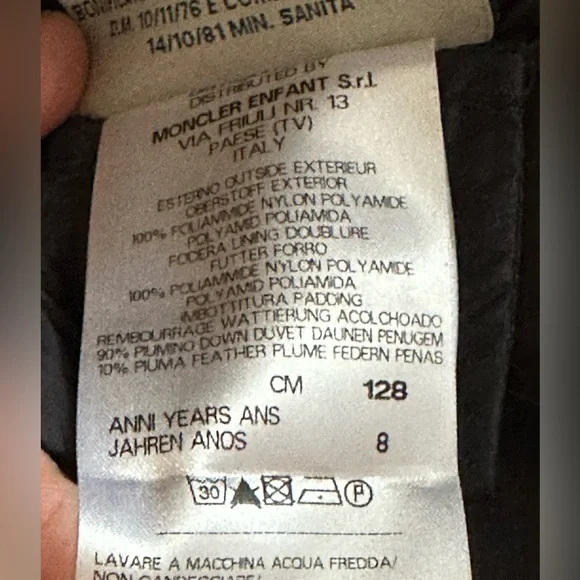 D.M. 10/11/76 E
14/10/81 MIN. SANITA'
DISTRIBUTED BY
MONCLER ENFANT S.r.l.
VIA FRIULI NR. 13
PAESE (TV)
ITALY
ESTERNO OUTSIDE EXTERIEUR
OBERSTOFF EXTERIOR
100% POLIAMMIDE NYLON POLYAMIDE
POLYAMID POLIAMIDA
FODERA LINING DOUBLURE
FUTTER FORRO
100% POLIAMMIDE NYLON POLYAMIDE
POLYAMID POLIAMIDA
IMBOTTITURA PADDING
REMBOURRAGE WATTIERUNG ACOLCHOADO
90% PIUMINO DOWN DUVET DAUNEN PENUGEM
10% PIUMA FEATHER PLUME FEDERN PENAS
CM 128
ANNI YEARS ANS
JAHREN ANOS 8
30 P
LAVARE A MACCHINA ACQUA FREDDA/
NON CANDEGGIARE/